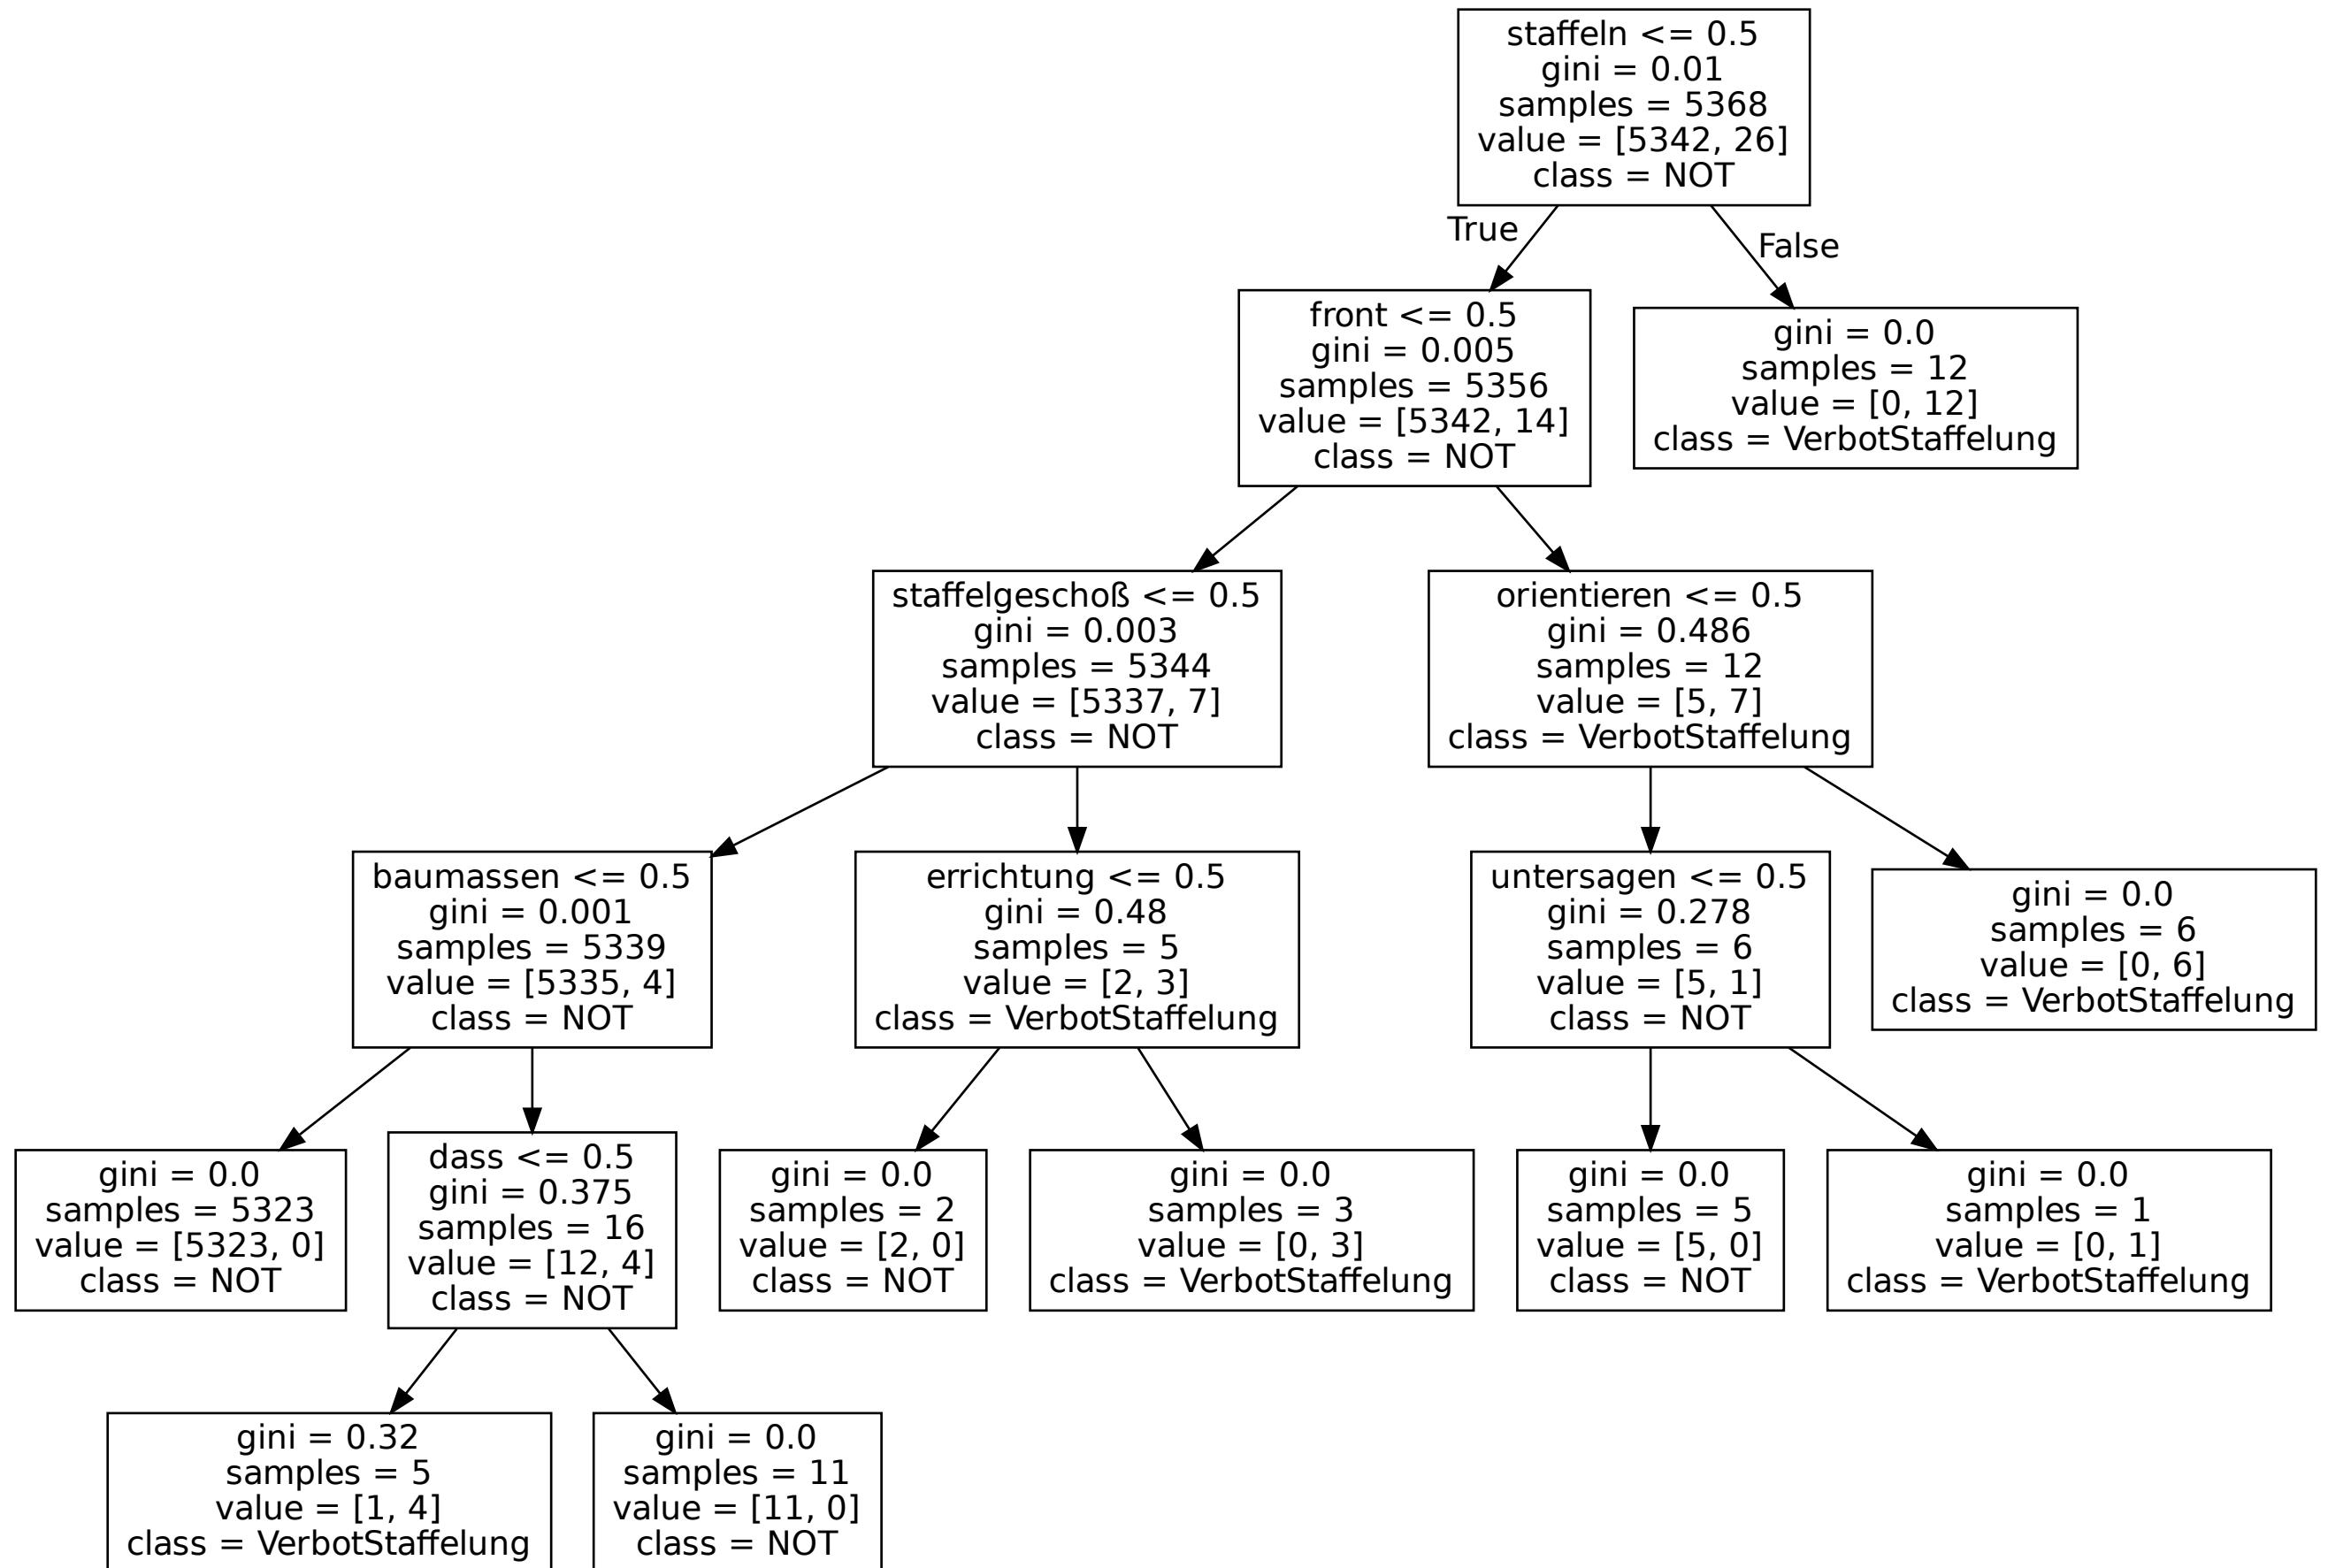 staffeln <= 0.5
gini = 0.01
samples = 5368
value = [5342, 26]
class = NOT
True
False
front <= 0.5
gini = 0.005
samples = 5356
value = [5342, 14]
class = NOT
gini = 0.0
samples = 12
value = [0, 12]
class = VerbotStaffelung
staffelgeschoß <= 0.5
gini = 0.003
samples = 5344
value = [5337, 7]
class = NOT
orientieren <= 0.5
gini = 0.486
samples = 12
value = [5, 7]
class = VerbotStaffelung
baumassen <= 0.5
gini = 0.001
samples = 5339
value = [5335, 4]
class = NOT
errichtung <= 0.5
gini = 0.48
samples = 5
value = [2, 3]
class = VerbotStaffelung
untersagen <= 0.5
gini = 0.278
samples = 6
value = [5, 1]
class = NOT
gini = 0.0
samples = 6
value = [0, 6]
class = VerbotStaffelung
gini = 0.0
samples = 5323
value = [5323, 0]
class = NOT
dass <= 0.5
gini = 0.375
samples = 16
value = [12, 4]
class = NOT
gini = 0.0
samples = 2
value = [2, 0]
class = NOT
gini = 0.0
samples = 3
value = [0, 3]
class = VerbotStaffelung
gini = 0.0
samples = 5
value = [5, 0]
class = NOT
gini = 0.0
samples = 1
value = [0, 1]
class = VerbotStaffelung
gini = 0.32
samples = 5
value = [1, 4]
class = VerbotStaffelung
gini = 0.0
samples = 11
value = [11, 0]
class = NOT